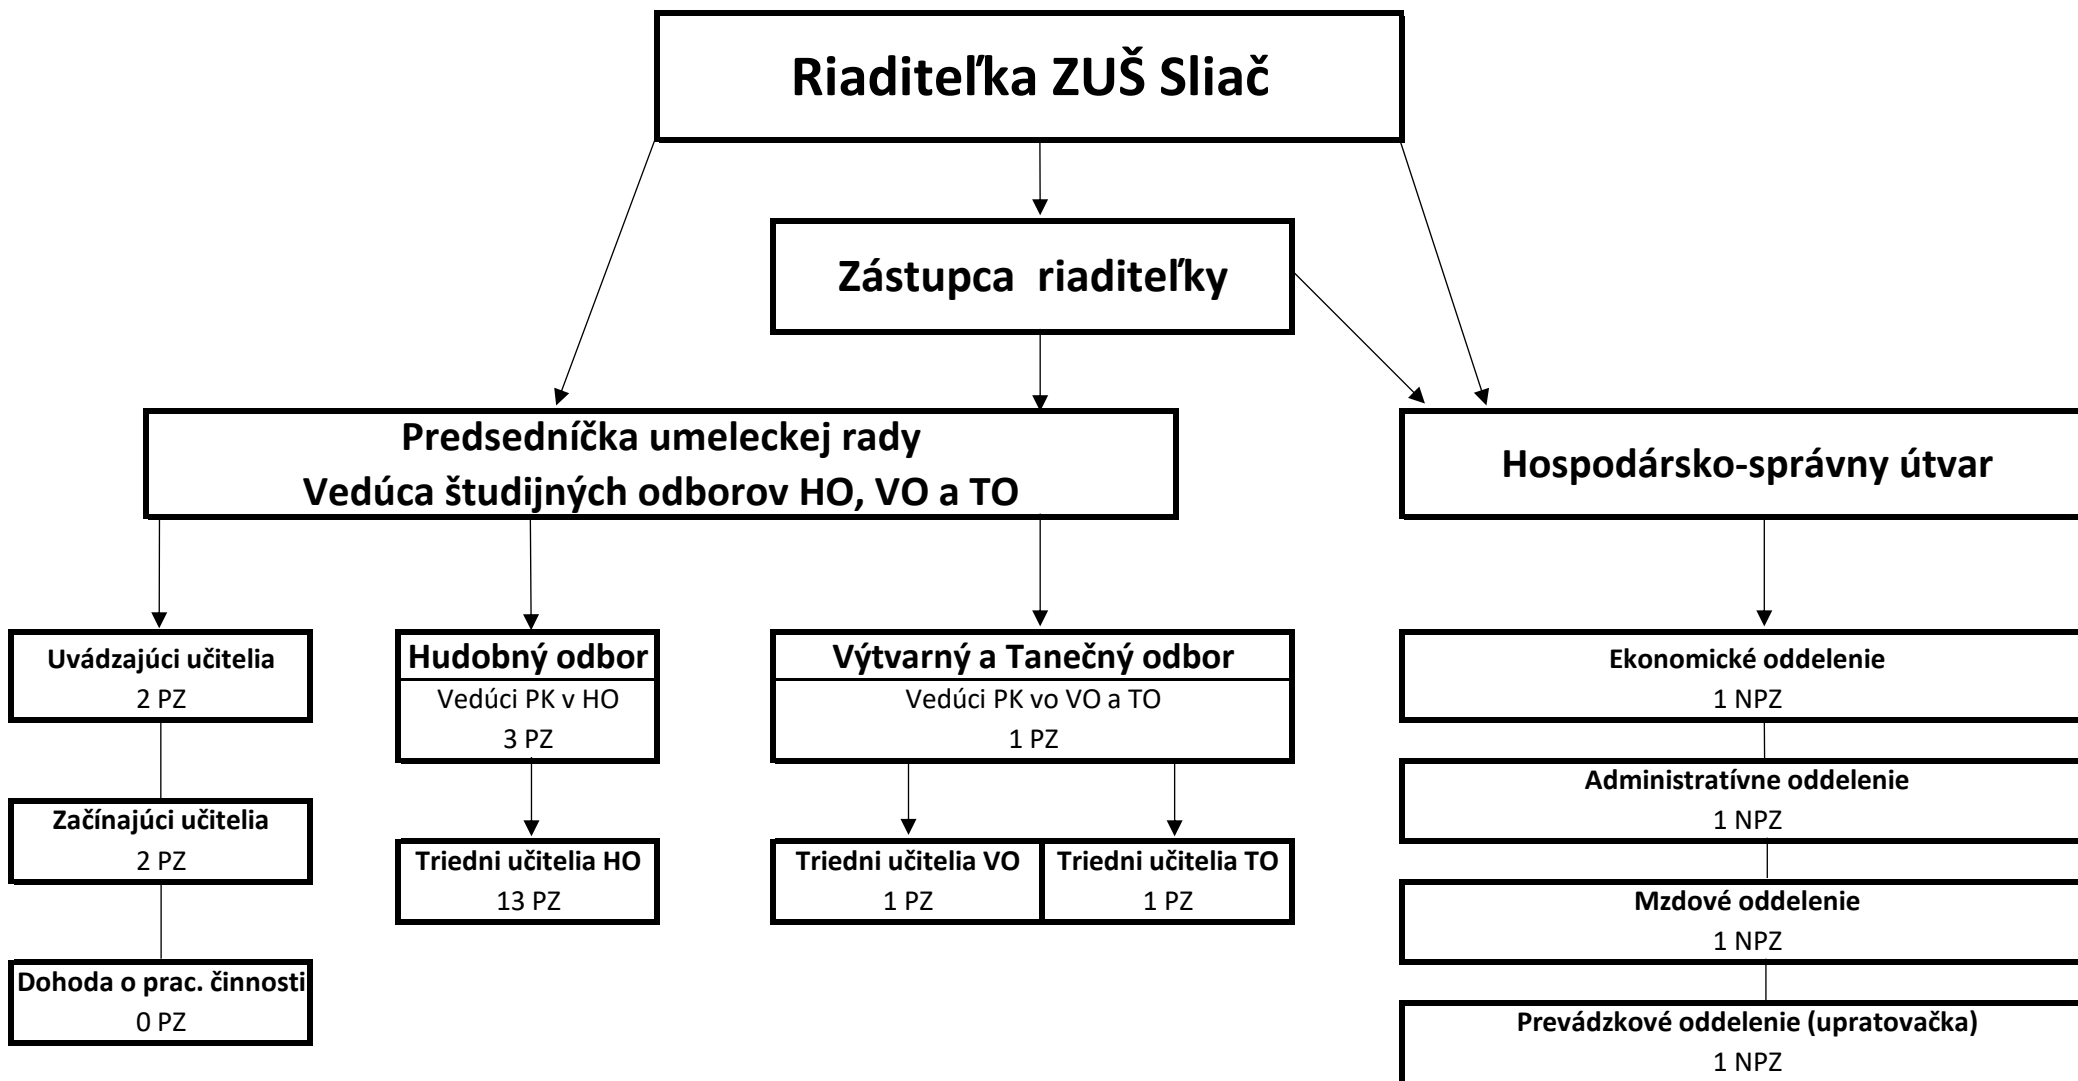 Riaditeľka ZUŠ Sliač
Zástupca riaditeľky
Predsedníčka umeleckej rady
Vedúca študijných odborov HO, VO a TO
Hospodársko-správny útvar
Uvádzajúci učitelia
2 PZ
Začínajúci učitelia
2 PZ
Dohoda o prac. činnosti
0 PZ
Hudobný odbor
Vedúci PK v HO
3 PZ
Triedni učitelia HO
13 PZ
Výtvarný a Tanečný odbor
Vedúci PK vo VO a TO
1 PZ
Triedni učitelia VO
1 PZ
Triedni učitelia TO
1 PZ
Ekonomické oddelenie
1 NPZ
Administratívne oddelenie
1 NPZ
Mzdové oddelenie
1 NPZ
Prevádzkové oddelenie (upratovačka)
1 NPZ